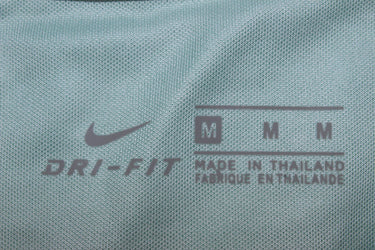 DRI-FIT
M M M
MADE IN THAILAND
FABRIQUE EN THAILANDE